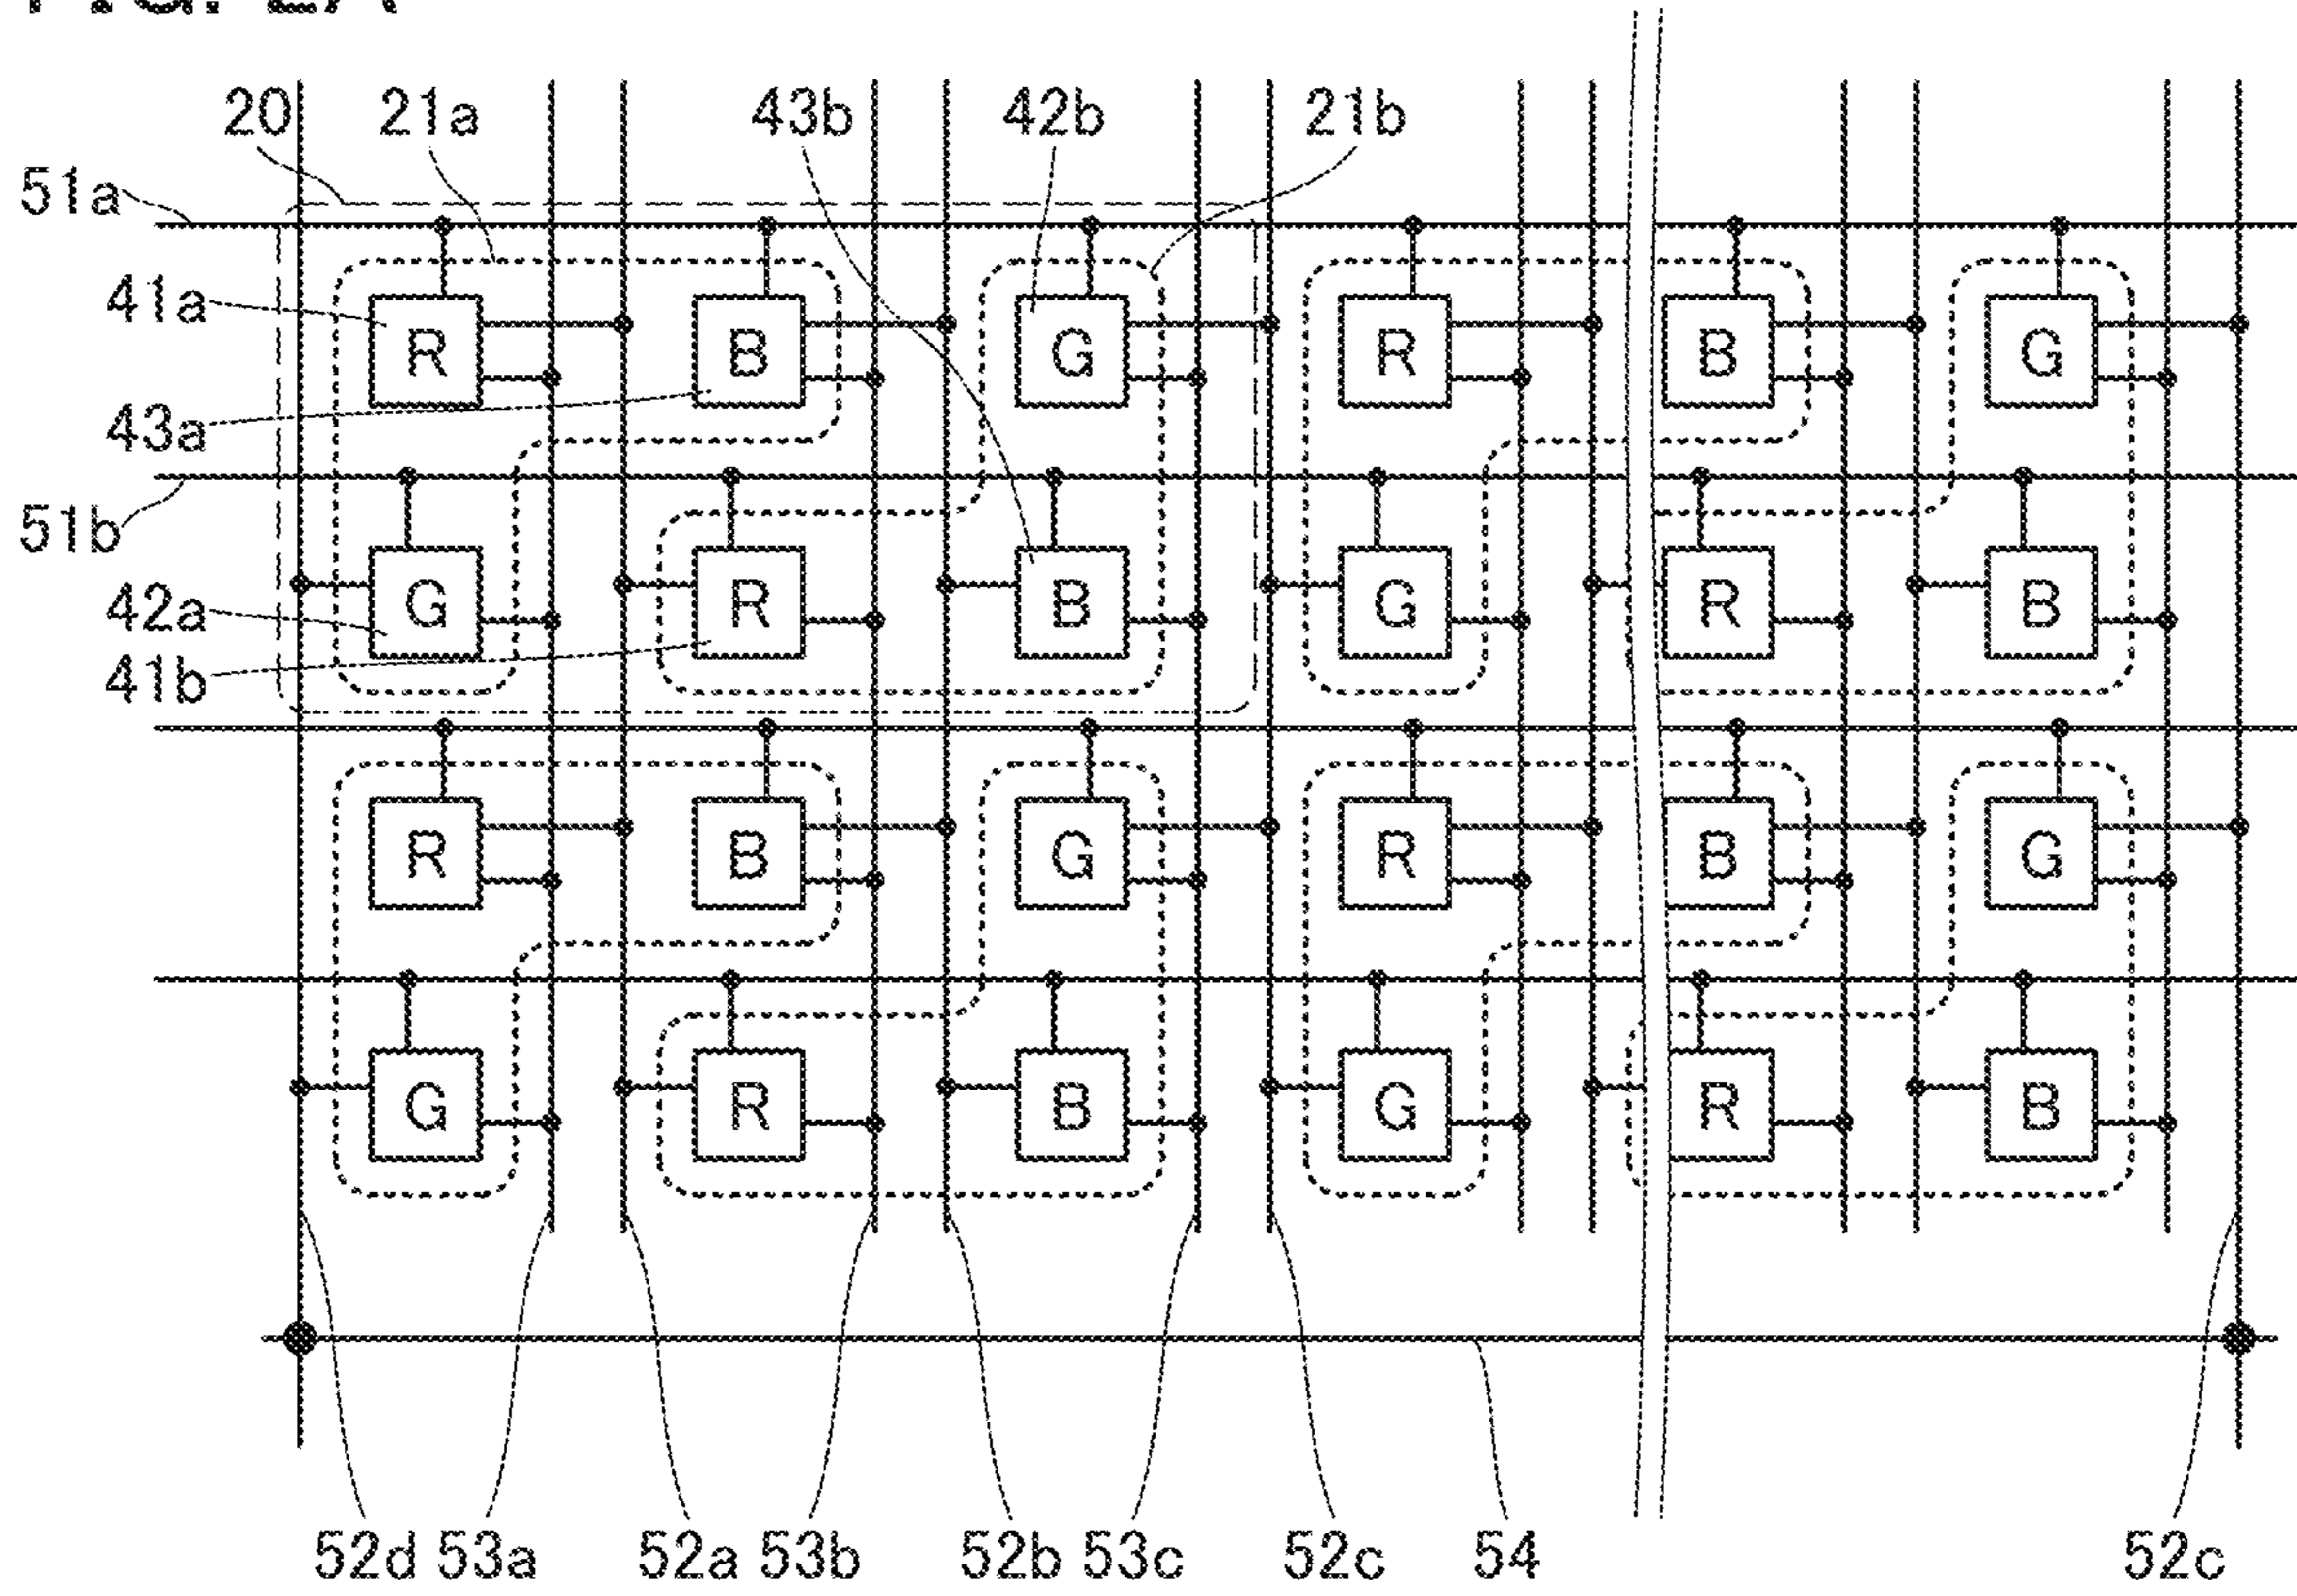 20 21a 43b 42b 21b
51a
41a R B G R B G
43a
51b
42a G R B G R B
41b
R B G R B G
G R B G R B
52d 53a 52a 53b 52b 53c 52c 54 52c